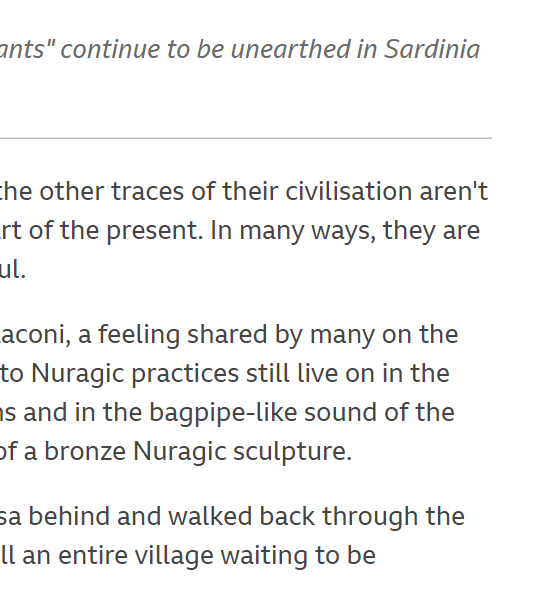 ants" continue to be unearthed in Sardinia
the other traces of their civilisation aren't
rt of the present. In many ways, they are
ul.
aconi, a feeling shared by many on the
to Nuragic practices still live on in the
ns and in the bagpipe-like sound of the
of a bronze Nuragic sculpture.
sa behind and walked back through the
ll an entire village waiting to be